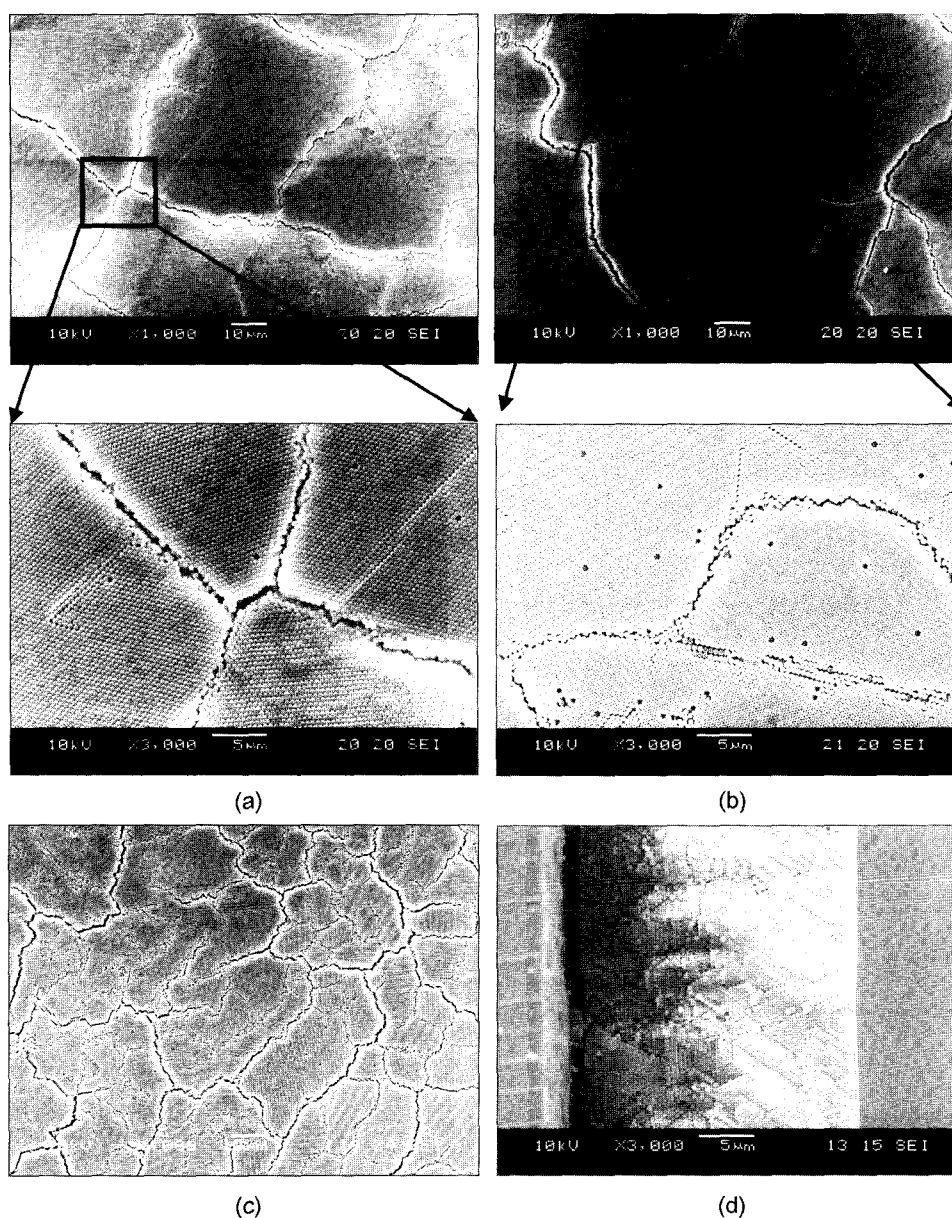 10kV X1,000 10μm 20 20 SEI
10kV X1,000 10μm 20 20 SEI
10kV X3,000 5μm 20 20 SEI
10kV X3,000 5μm 21 20 SEI
(a)
(b)
10kV X3,000 5μm 13 15 SEI
(c)
(d)